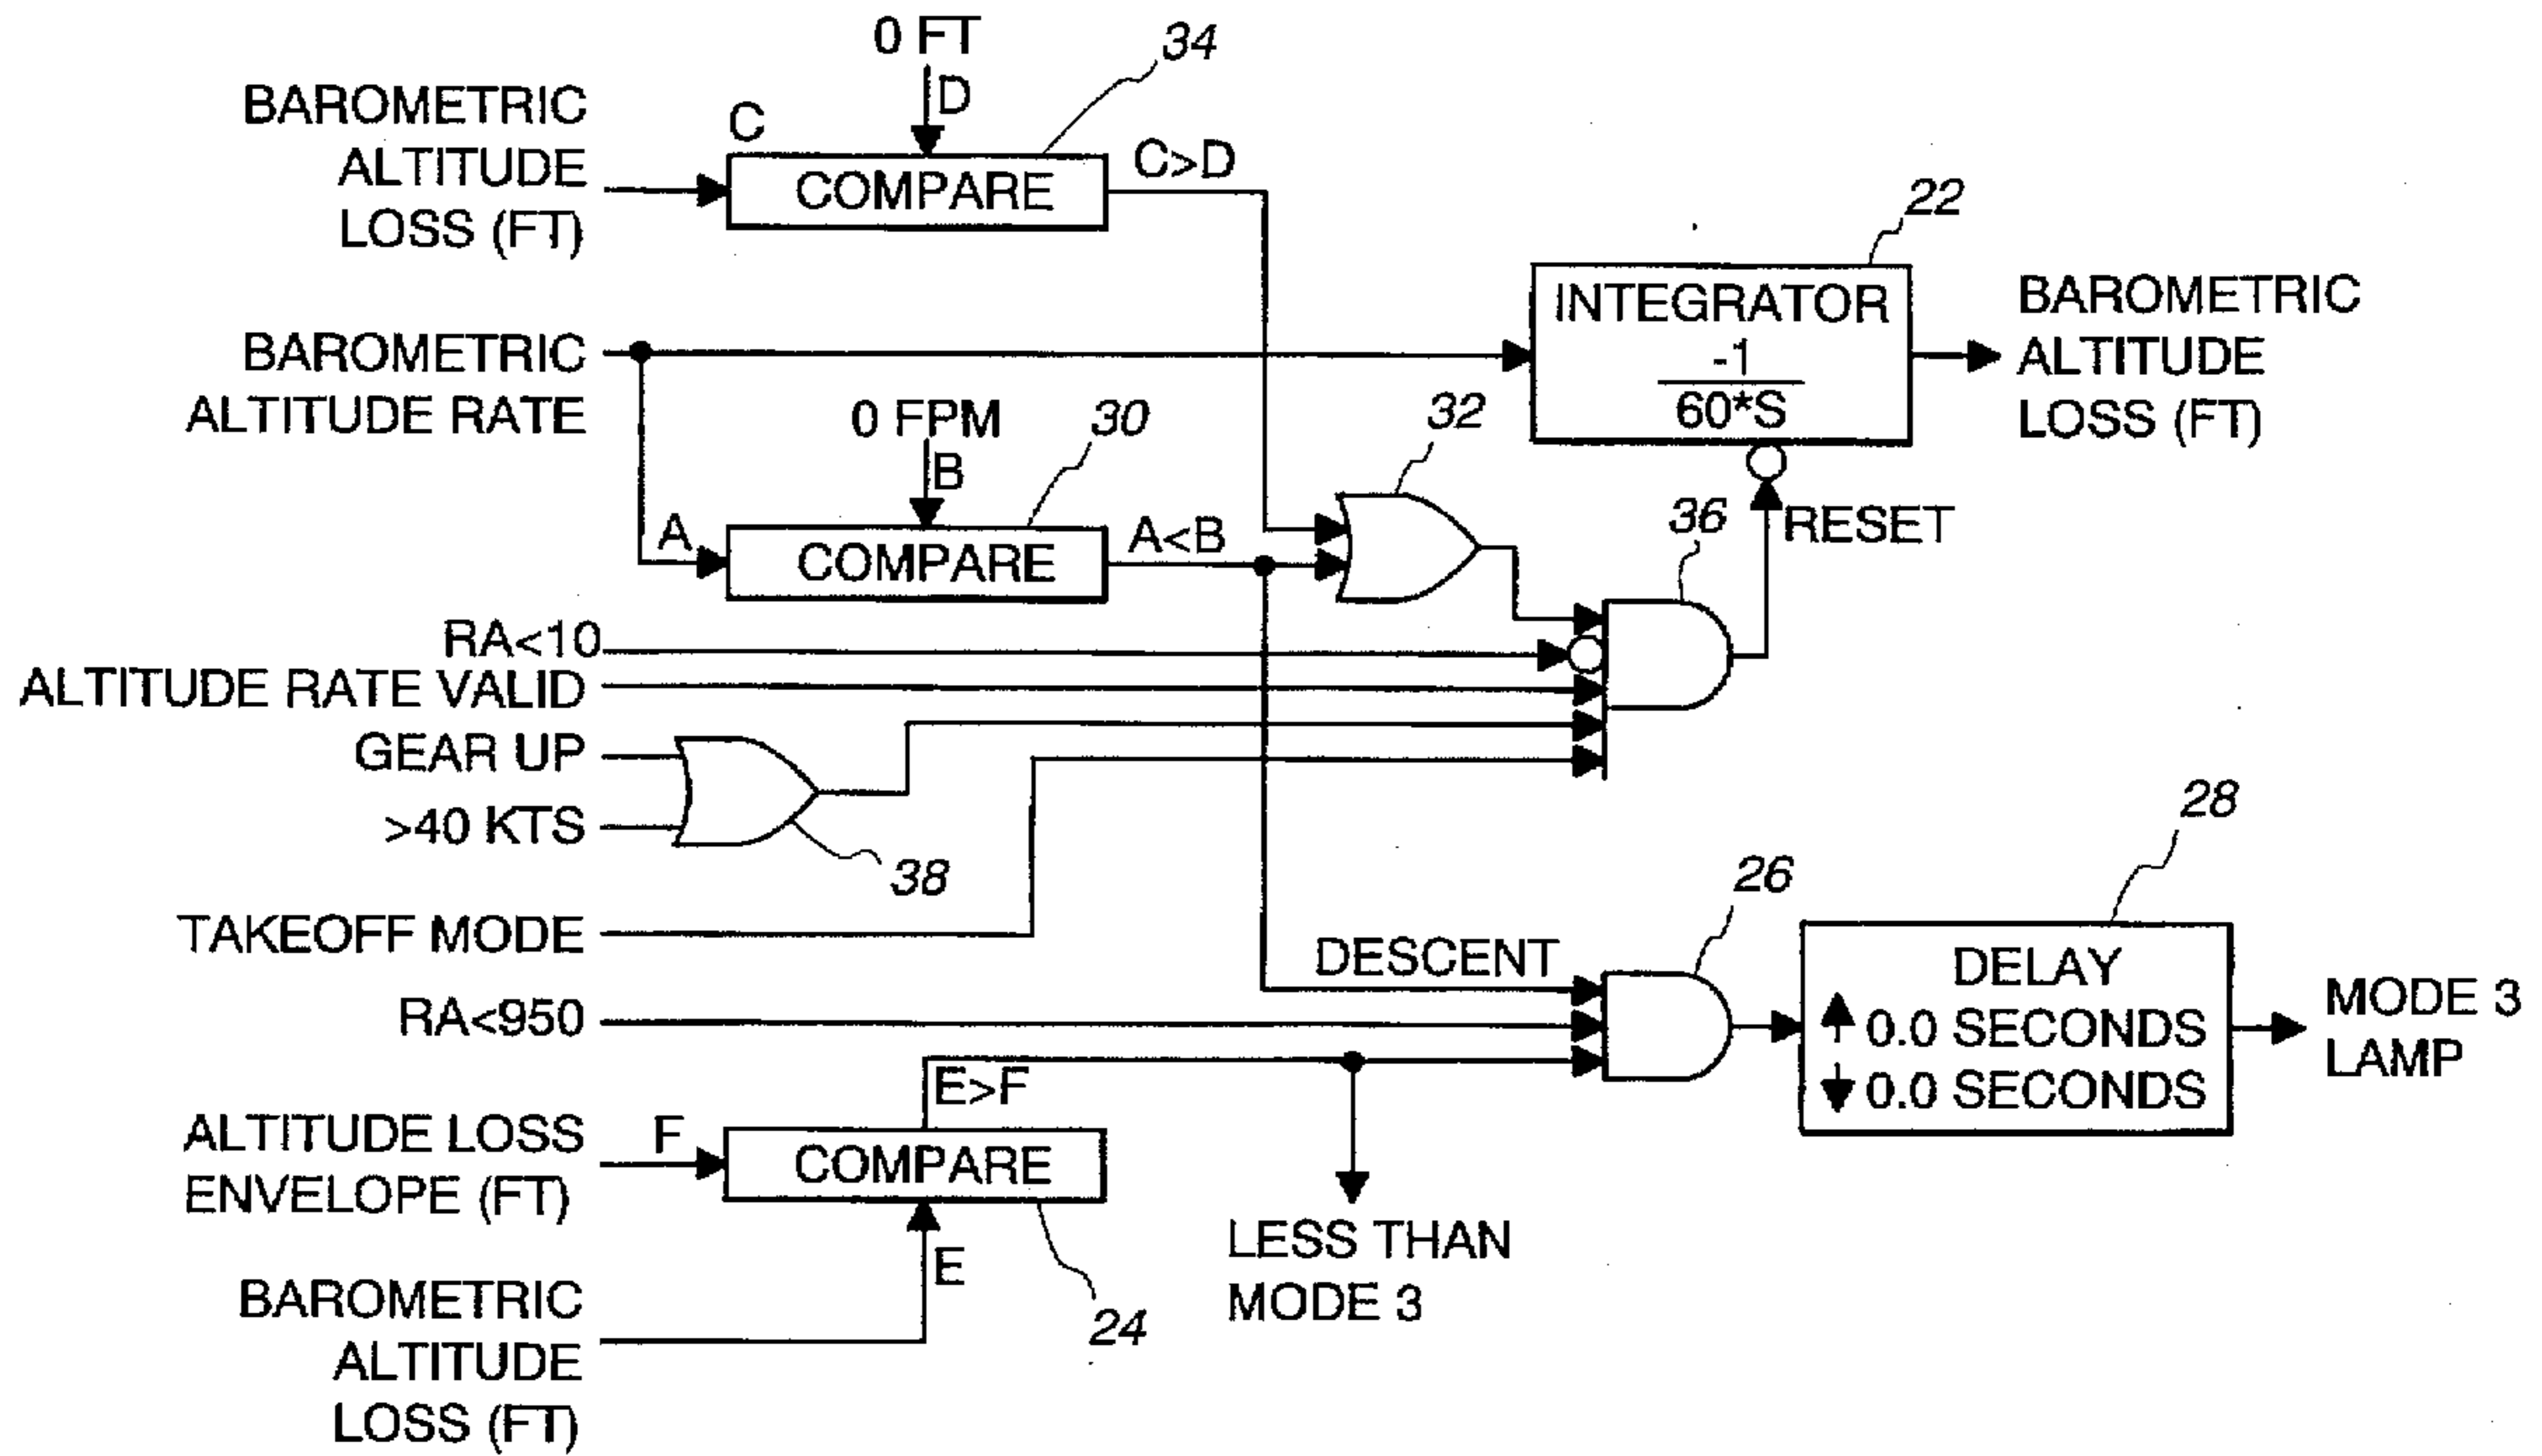 0 FT
34
BAROMETRIC
ALTITUDE
LOSS (FT)
D
C
COMPARE
C>D
22
INTEGRATOR
-1
60*S
BAROMETRIC
ALTITUDE
LOSS (FT)
BAROMETRIC
ALTITUDE RATE
0 FPM
30
B
A
COMPARE
A<B
32
36
RESET
RA<10
ALTITUDE RATE VALID
GEAR UP
>40 KTS
38
TAKEOFF MODE
26
28
DESCENT
RA<950
DELAY
0.0 SECONDS
0.0 SECONDS
MODE 3
LAMP
E>F
ALTITUDE LOSS
ENVELOPE (FT)
F
COMPARE
E
24
LESS THAN
MODE 3
BAROMETRIC
ALTITUDE
LOSS (FT)